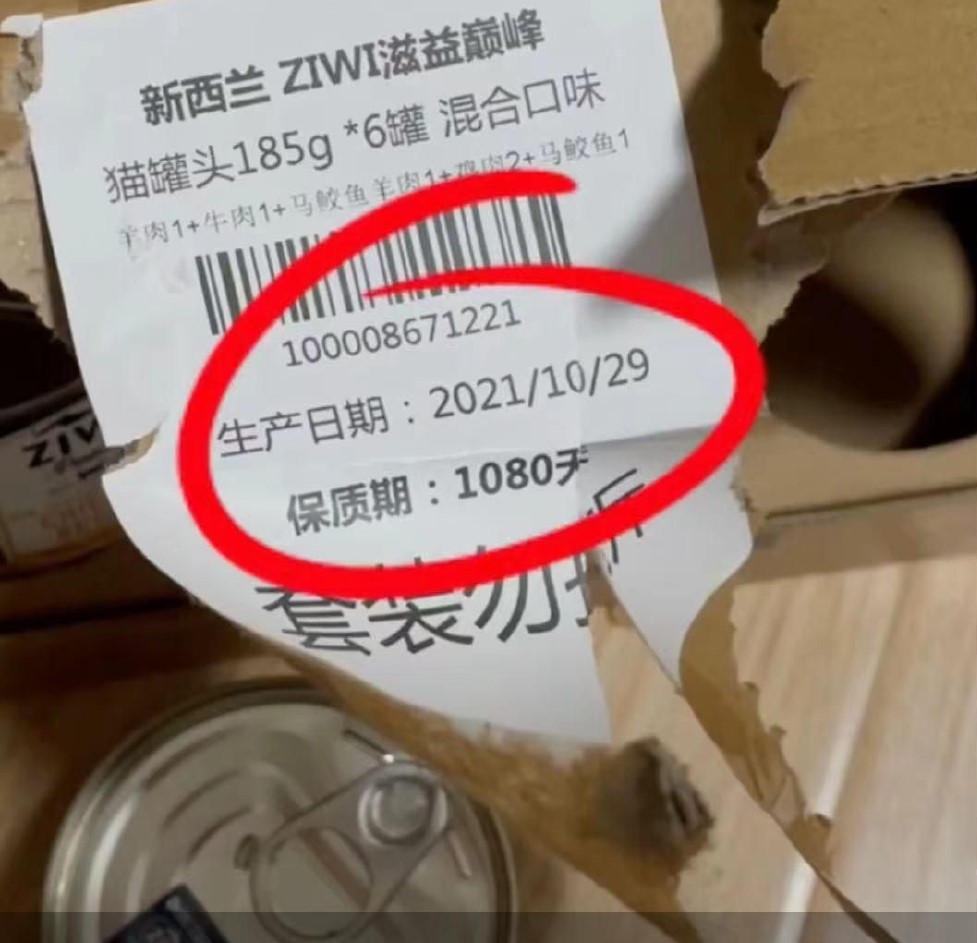 新西兰 ZIWI滋益巅峰
猫罐头185g *6罐 混合口味
羊肉1+牛肉1+马鲛鱼羊肉1+鸡肉2+马鲛鱼1
100008671221
生产日期：2021/10/29
保质期：1080天
套装勿拆
ZIW